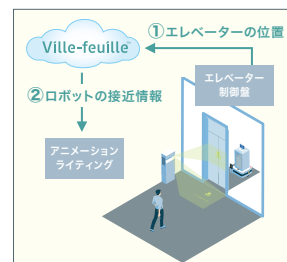 ①エレベーターの位置
Ville-feuille™
エレベーター
制御盤
②ロボットの接近情報
アニメーション
ライティング